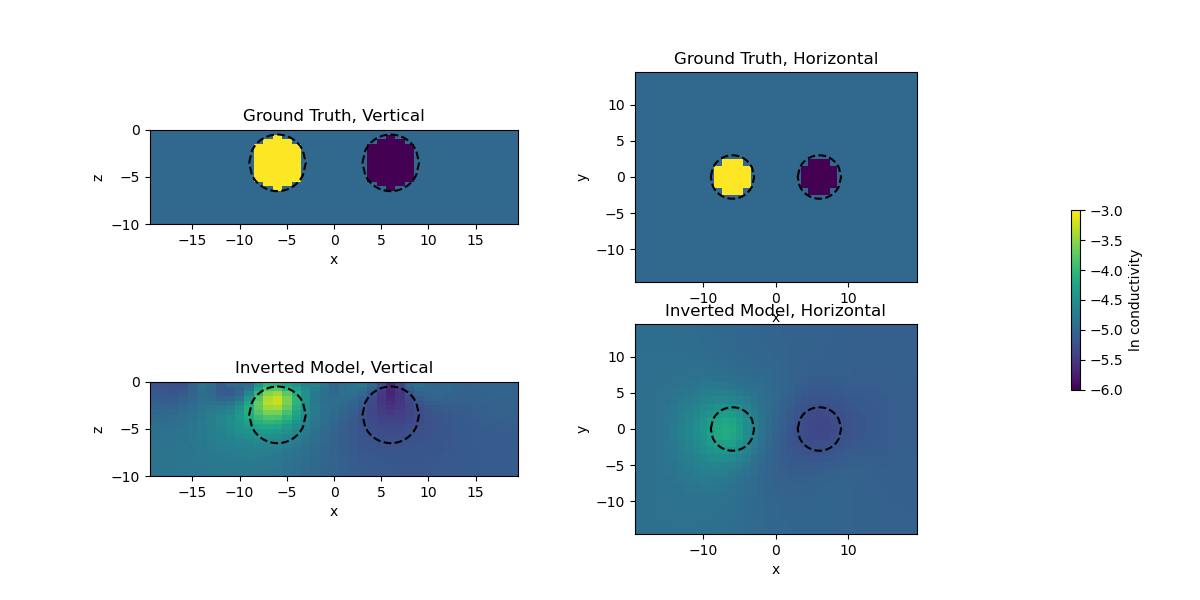 Ground Truth, Vertical
0
−5
−10
z
−15 −10 −5 0 5 10 15
x
Ground Truth, Horizontal
10
5
0
−5
−10
y
−10 0 10
x
Inverted Model, Vertical
0
−5
−10
z
−15 −10 −5 0 5 10 15
x
Inverted Model, Horizontal
10
5
0
−5
−10
y
−10 0 10
x
−3.0
−3.5
−4.0
−4.5
−5.0
−5.5
−6.0
ln conductivity